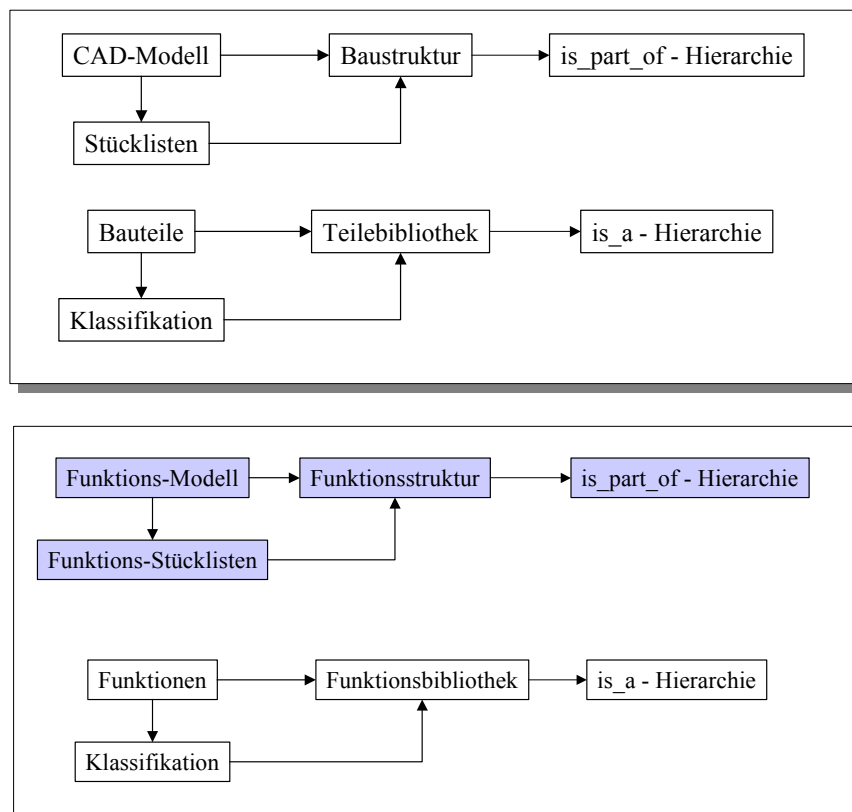 CAD-Modell
Baustruktur
is_part_of - Hierarchie
Stücklisten
Bauteile
Teilebibliothek
is_a - Hierarchie
Klassifikation
Funktions-Modell
Funktionsstruktur
is_part_of - Hierarchie
Funktions-Stücklisten
Funktionen
Funktionsbibliothek
is_a - Hierarchie
Klassifikation